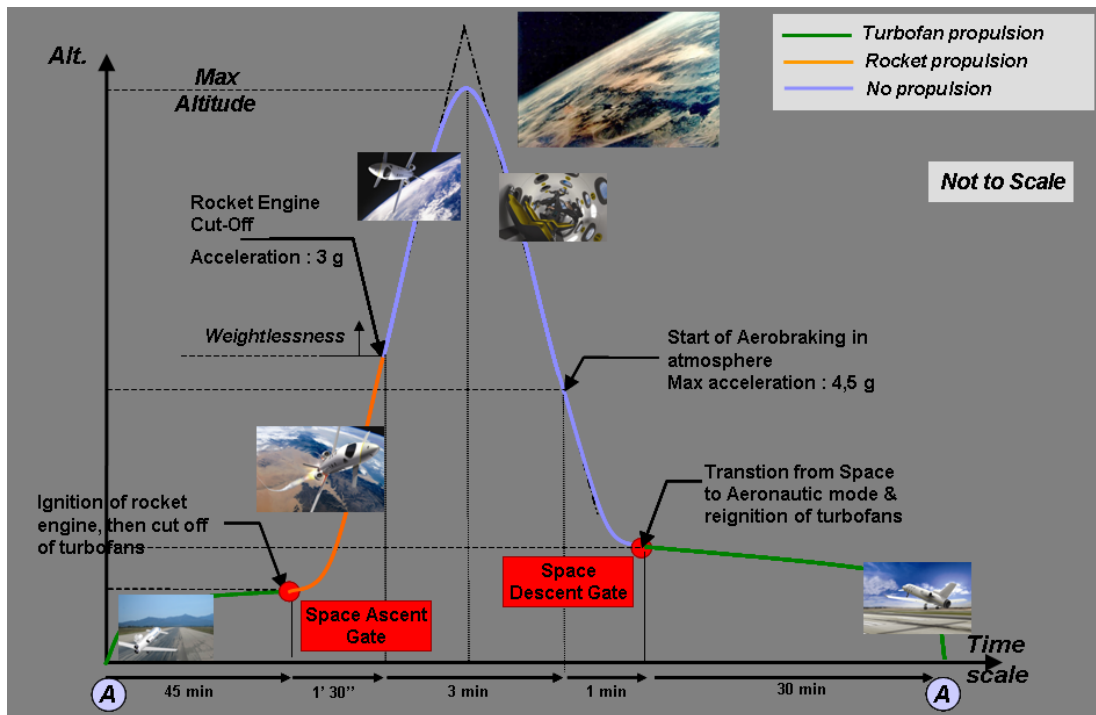 Alt.
Max
Altitude
Turbofan propulsion
Rocket propulsion
No propulsion
Not to Scale
Rocket Engine
Cut-Off
Acceleration : 3 g
Weightlessness
Start of Aerobraking in
atmosphere
Max acceleration : 4,5 g
Ignition of rocket
engine, then cut off
of turbofans
Transtion from Space
to Aeronautic mode &
reignition of turbofans
Space
Descent Gate
Space Ascent
Gate
Time
scale
A
45 min
1' 30''
3 min
1 min
30 min
A